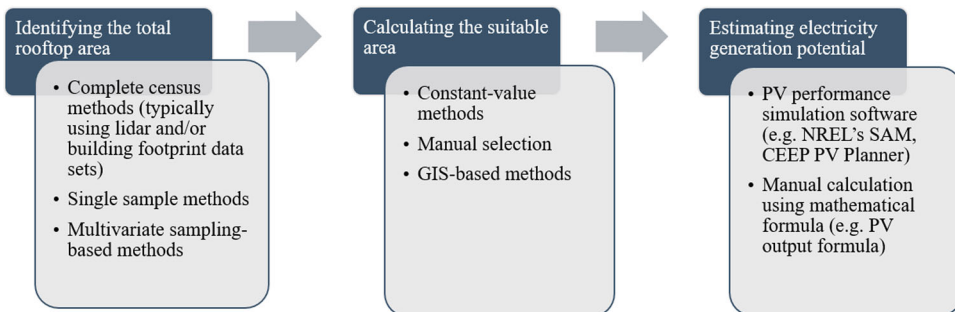 Identifying the total
rooftop area
• Complete census
methods (typically
using lidar and/or
building footprint data
sets)
• Single sample methods
• Multivariate sampling-
based methods
Calculating the suitable
area
• Constant-value
methods
• Manual selection
• GIS-based methods
Estimating electricity
generation potential
• PV performance
simulation software
(e.g. NREL's SAM,
CEEP PV Planner)
• Manual calculation
using mathematical
formula (e.g. PV
output formula)